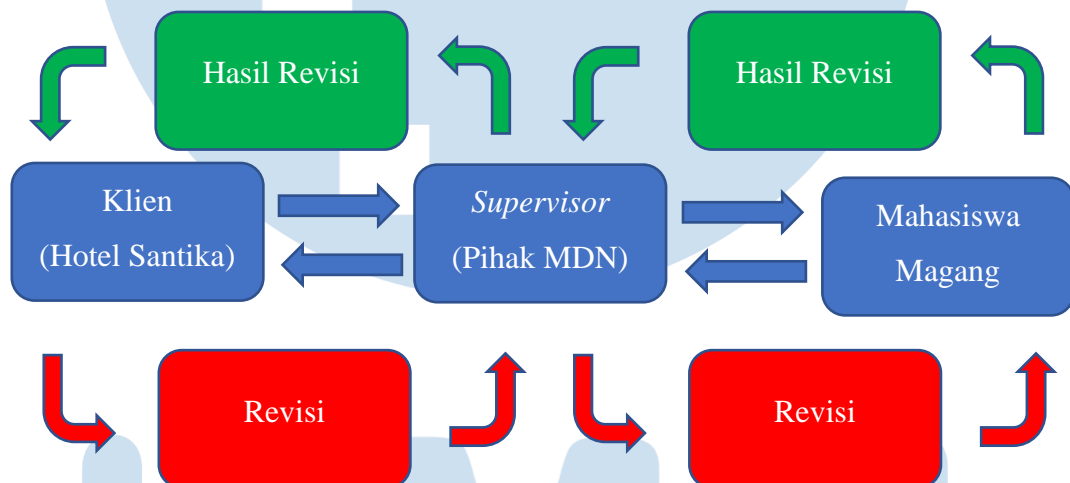 Hasil Revisi
Hasil Revisi
Klien
(Hotel Santika)
Supervisor
(Pihak MDN)
Mahasiswa
Magang
Revisi
Revisi